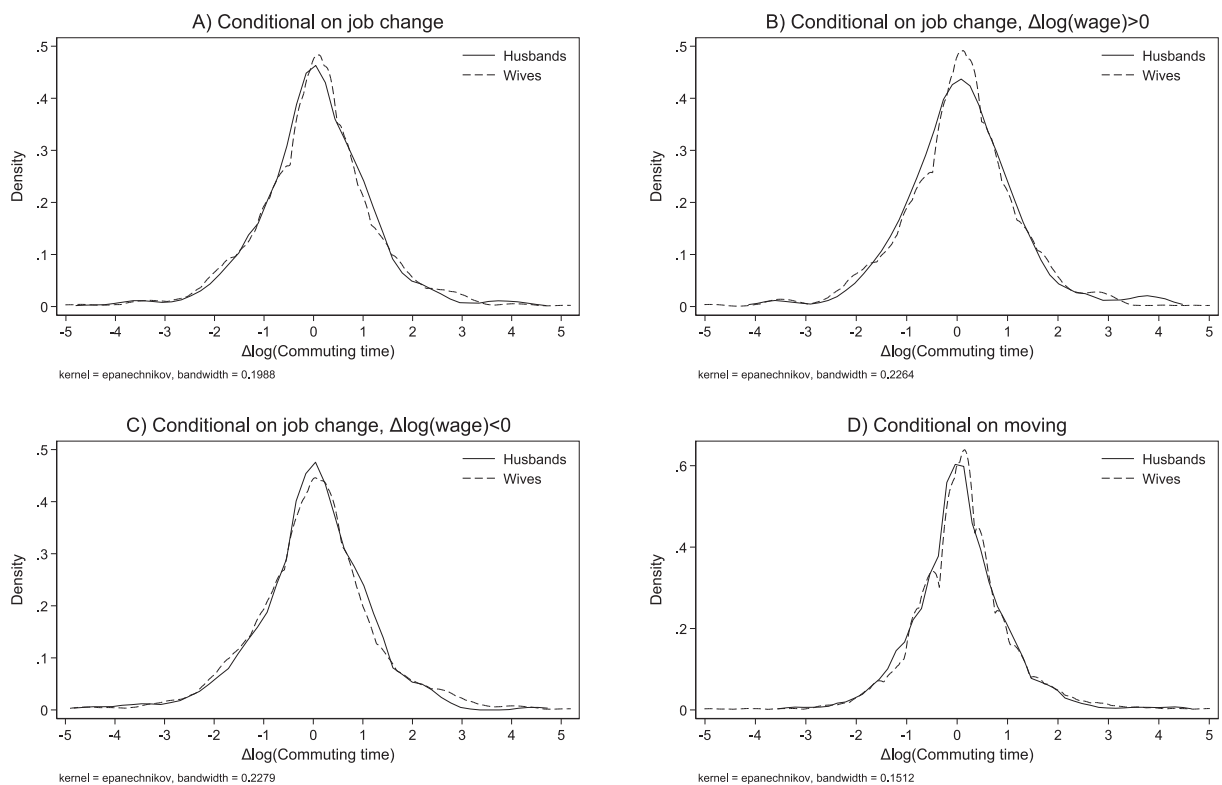 A) Conditional on job change
.5
.4
.3
.2
.1
0
Density
Husbands
Wives
-5 -4 -3 -2 -1 0 1 2 3 4 5
Δlog(Commuting time)
kernel = epanechnikov, bandwidth = 0.1988
B) Conditional on job change, Δlog(wage)>0
.5
.4
.3
.2
.1
0
Density
Husbands
Wives
-5 -4 -3 -2 -1 0 1 2 3 4 5
Δlog(Commuting time)
kernel = epanechnikov, bandwidth = 0.2264
C) Conditional on job change, Δlog(wage)<0
.5
.4
.3
.2
.1
0
Density
Husbands
Wives
-5 -4 -3 -2 -1 0 1 2 3 4 5
Δlog(Commuting time)
kernel = epanechnikov, bandwidth = 0.2279
D) Conditional on moving
.6
.4
.2
0
Density
Husbands
Wives
-5 -4 -3 -2 -1 0 1 2 3 4 5
Δlog(Commuting time)
kernel = epanechnikov, bandwidth = 0.1512